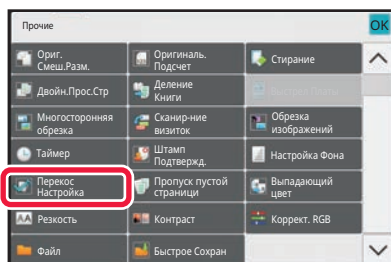 Прочие
OK
Ориг.
Смеш.Разм.
Оригиналь.
Подсчет
Стирание
Двойн.Прос.Стр
Деление
Книги
Многосторонняя
обрезка
Сканир-ние
визиток
Обрезка
изображений
Таймер
Штамп
Подтвержд.
Настройка Фона
Перекос
Настройка
Пропуск пустой
страници
Выпадающий
цвет
Резкость
Контраст
Коррект. RGB
Файл
Быстрое Сохран